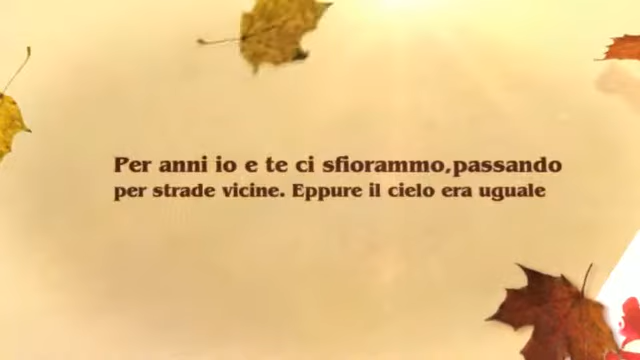 Per anni io e te ci sfiorammo,passando
per strade vicine. Eppure il cielo era uguale